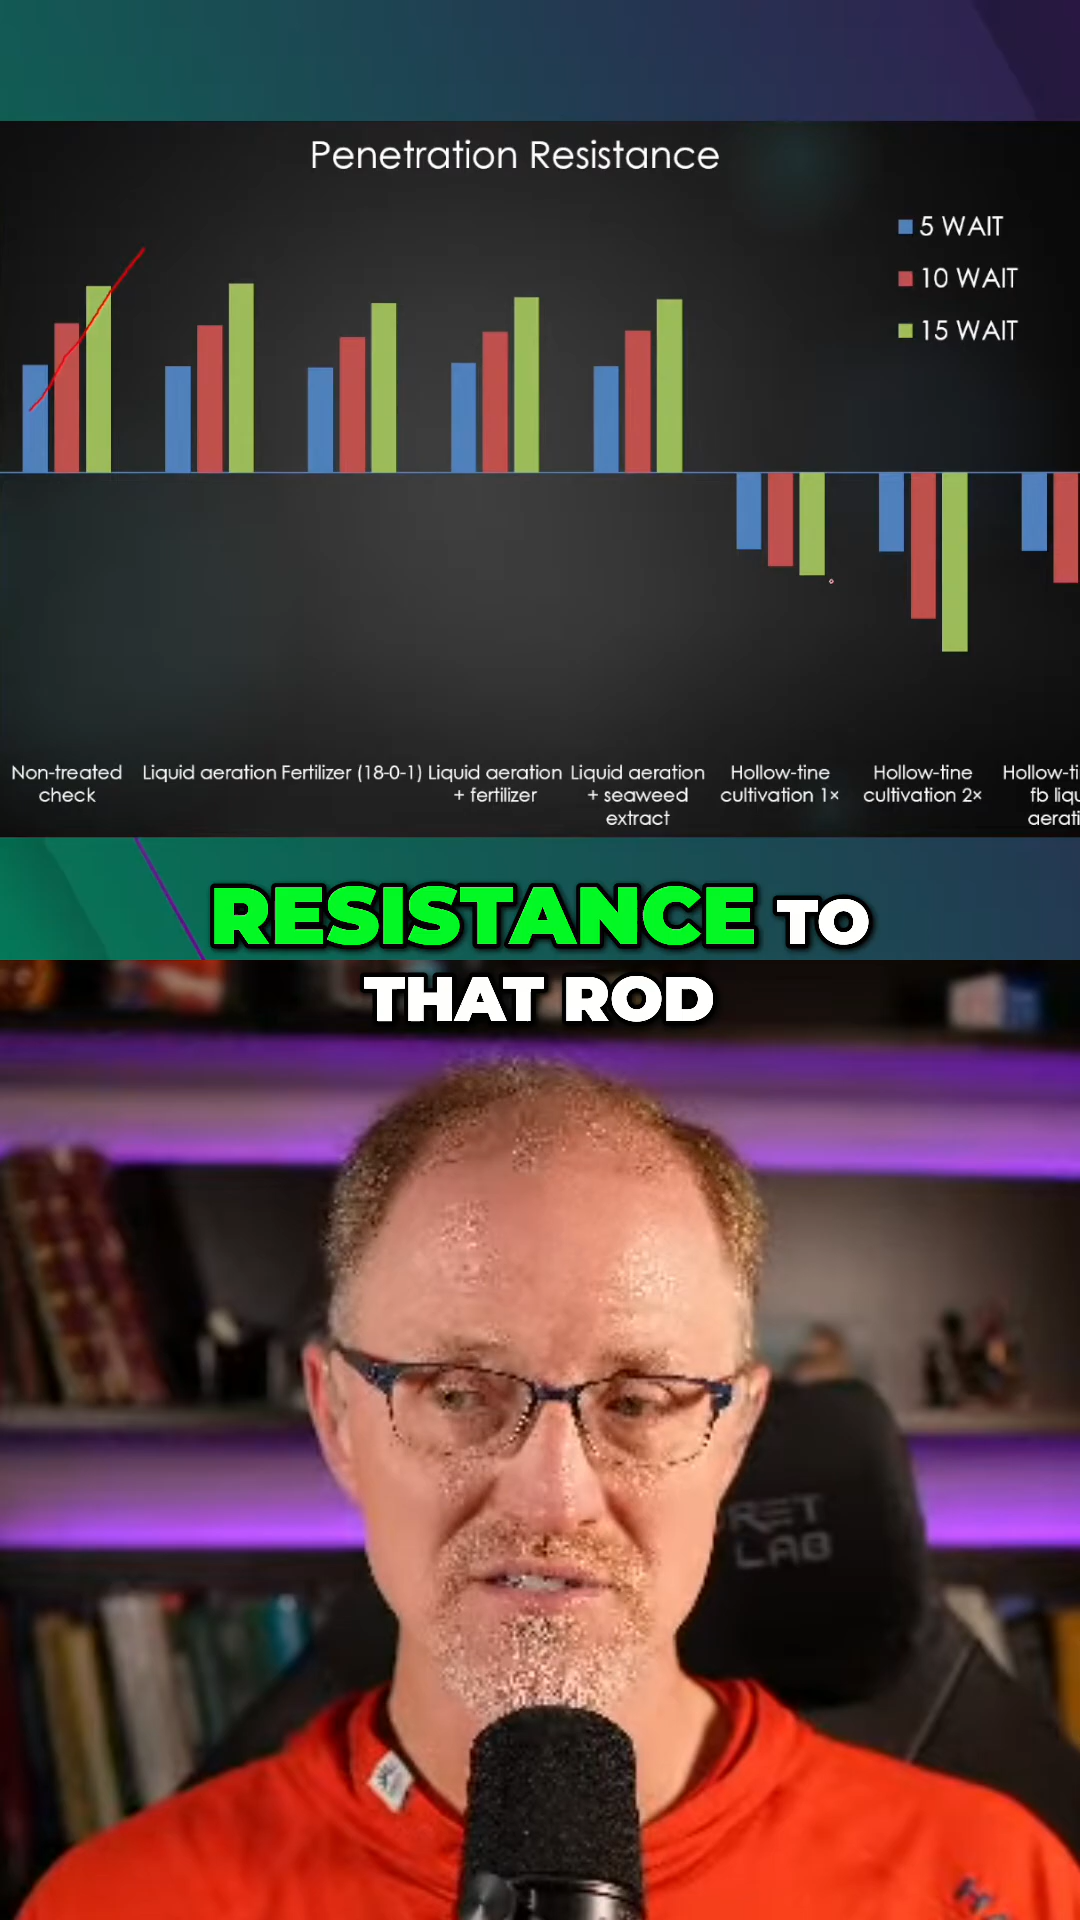 Penetration Resistance
5 WAIT
10 WAIT
15 WAIT
Non-treated
check
Liquid aeration
Fertilizer (18-0-1)
Liquid aeration
+ fertilizer
Liquid aeration
+ seaweed
extract
Hollow-tine
cultivation 1×
Hollow-tine
cultivation 2×
RESISTANCE TO
THAT ROD
LAB